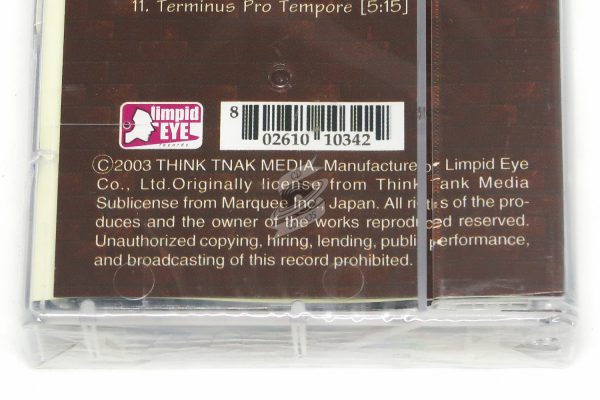 11. Terminus Pro Tempore [5:15]
limpid
EYE
records
8 02610 10342
©2003 THINK TNAK MEDIA. Manufacture of Limpid Eye
Co., Ltd.Originally license from Think Tank Media
Sublicense from Marquee Inc., Japan. All rights of the pro-
duces and the owner of the works reproduced reserved.
Unauthorized copying, hiring, lending, public performance,
and broadcasting of this record prohibited.